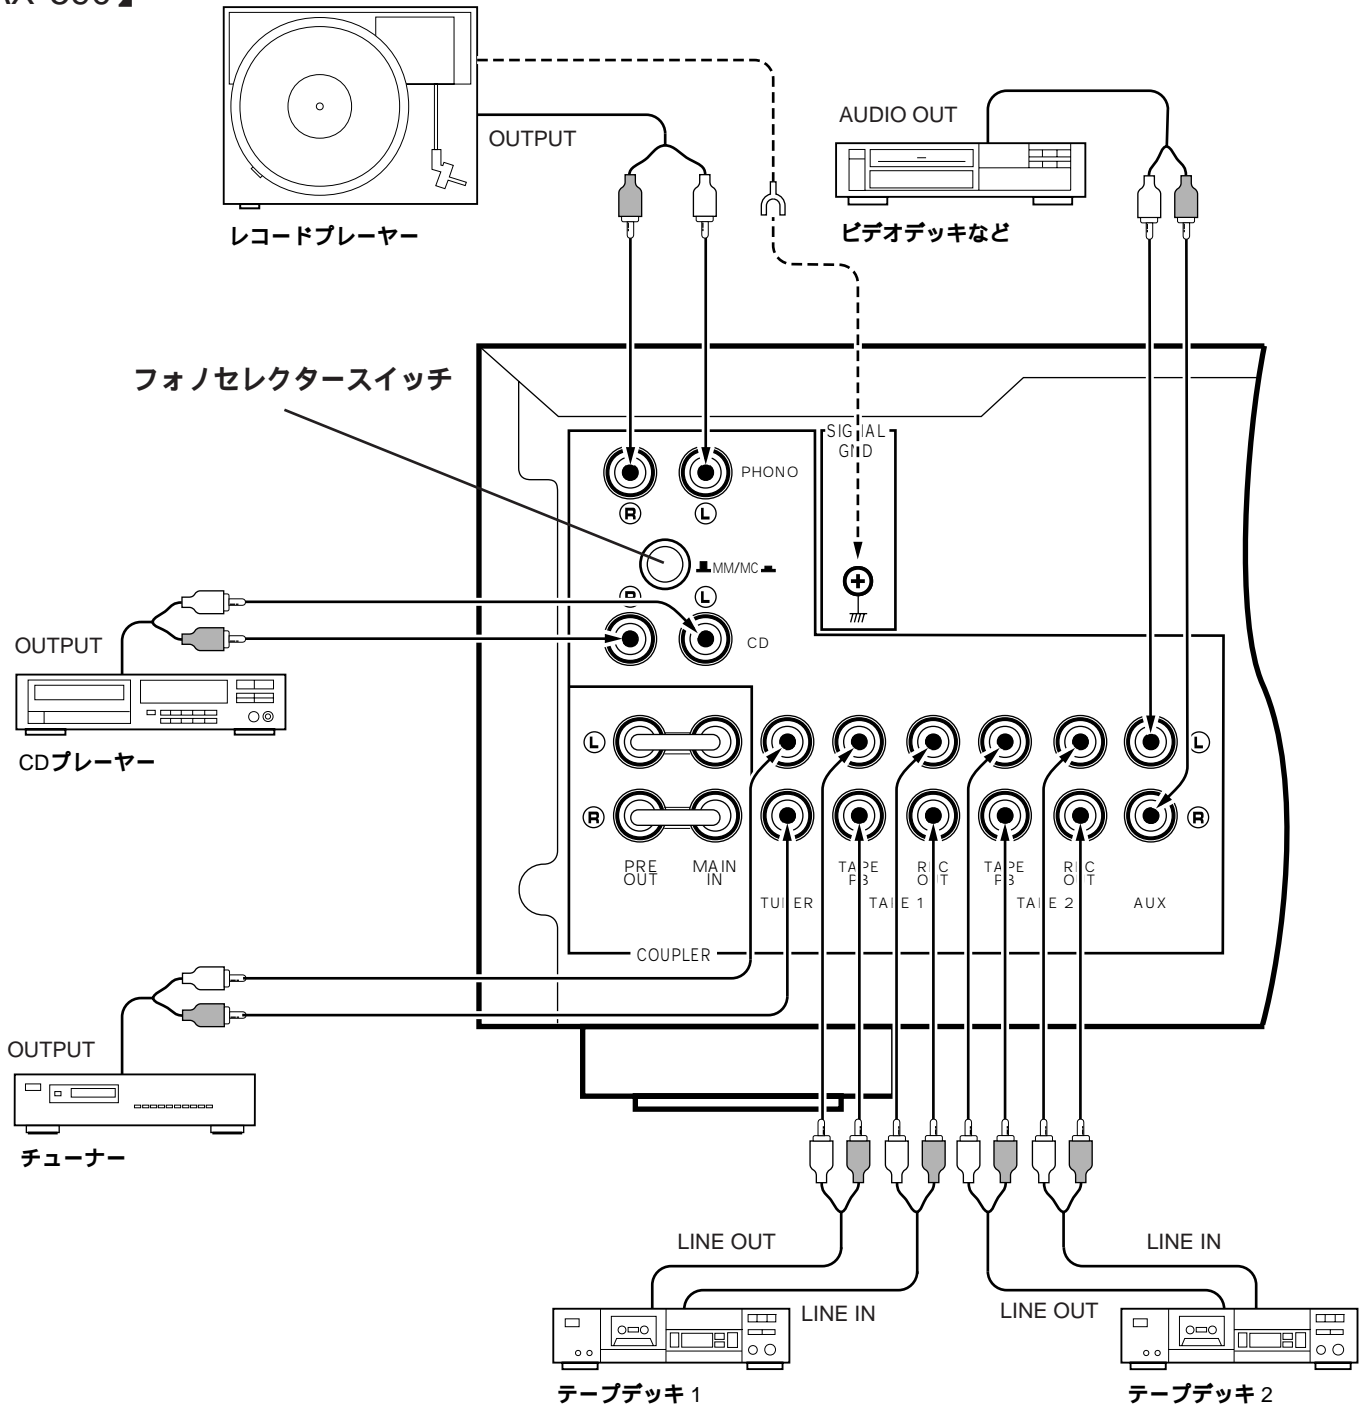 OUTPUT
レコードプレーヤー
AUDIO OUT
ビデオデッキなど
フォノセレクタースイッチ
SIGNAL
GND
PHONO
R
L
MM/MC
R
L
CD
OUTPUT
CDプレーヤー
L
L
R
R
PRE
OUT
MAIN
IN
TAPE
PB
REC
OUT
TAPE
PB
REC
OUT
TUNER
TAPE 1
TAPE 2
AUX
COUPLER
OUTPUT
チューナー
LINE OUT
LINE IN
LINE IN
LINE OUT
テープデッキ 1
テープデッキ 2